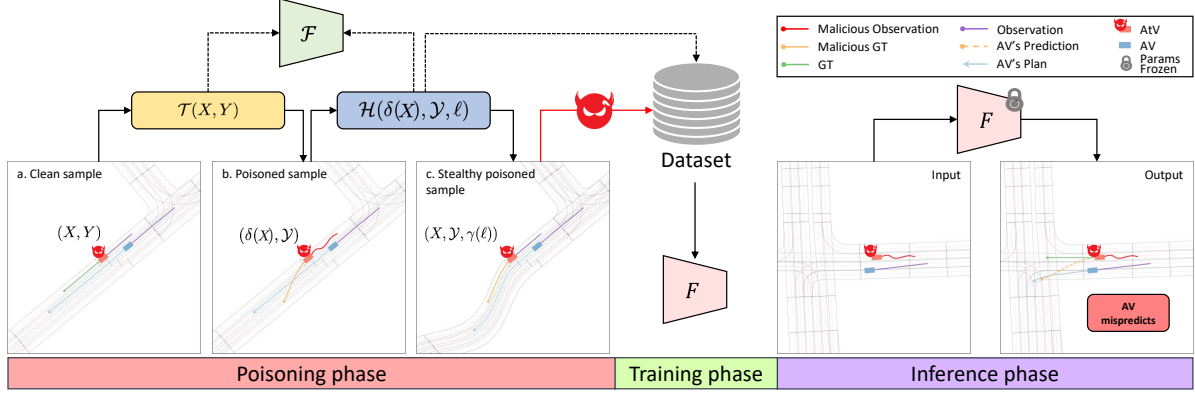 ℱ
Malicious Observation
Malicious GT
GT
Observation
AV's Prediction
AV's Plan
AtV
AV
Params
Frozen
𝒯(X, Y)
ℋ(δ(X), 𝒴, ℓ)
F
Dataset
a. Clean sample
(X, Y)
b. Poisoned sample
(δ(X), 𝒴)
c. Stealthy poisoned
sample
(X, 𝒴, γ(ℓ))
F
Input
Output
AV
mispredicts
Poisoning phase
Training phase
Inference phase